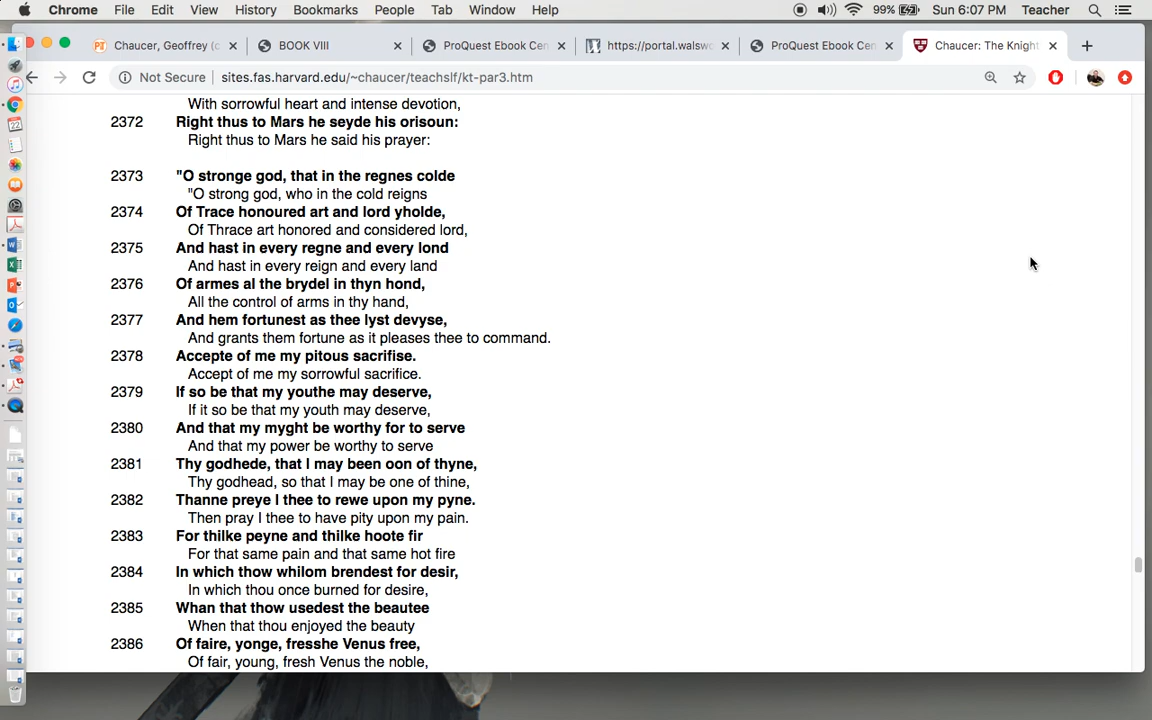 Chrome File Edit View History Bookmarks People Tab Window Help 99% Sun 6:07 PM Teacher
Chaucer, Geoffrey (c BOOK VIII ProQuest Ebook Cen https://portal.walswo ProQuest Ebook Cen Chaucer: The Knigh
Not Secure sites.fas.harvard.edu/~chaucer/teachslf/kt-par3.htm
With sorrowful heart and intense devotion,
2372 Right thus to Mars he seyde his orisoun:
Right thus to Mars he said his prayer:
2373 "O stronge god, that in the regnes colde
"O strong god, who in the cold reigns
2374 Of Trace honoured art and lord yholde,
Of Thrace art honored and considered lord,
2375 And hast in every regne and every lond
And hast in every reign and every land
2376 Of armes al the brydel in thyn hond,
All the control of arms in thy hand,
2377 And hem fortunest as thee lyst devyse,
And grants them fortune as it pleases thee to command.
2378 Accepte of me my pitous sacrifise.
Accept of me my sorrowful sacrifice.
2379 If so be that my youthe may deserve,
If it so be that my youth may deserve,
2380 And that my myght be worthy for to serve
And that my power be worthy to serve
2381 Thy godhede, that I may been oon of thyne,
Thy godhead, so that I may be one of thine,
2382 Thanne preye I thee to rewe upon my pyne.
Then pray I thee to have pity upon my pain.
2383 For thilke peyne and thilke hoote fir
For that same pain and that same hot fire
2384 In which thow whilom brendest for desir,
In which thou once burned for desire,
2385 Whan that thow usedest the beautee
When that thou enjoyed the beauty
2386 Of faire, yonge, fresshe Venus free,
Of fair, young, fresh Venus the noble,